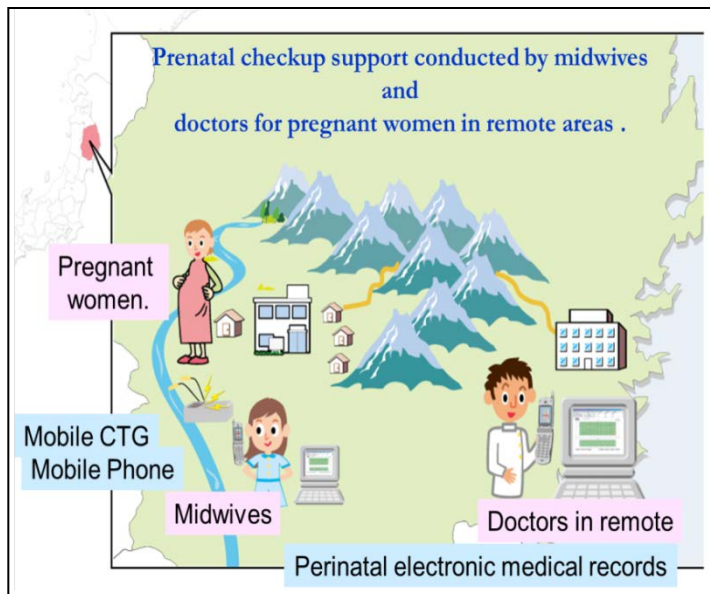 Prenatal checkup support conducted by midwives
and
doctors for pregnant women in remote areas .
Pregnant
women.
Mobile CTG
Mobile Phone
Midwives
Doctors in remote
Perinatal electronic medical records